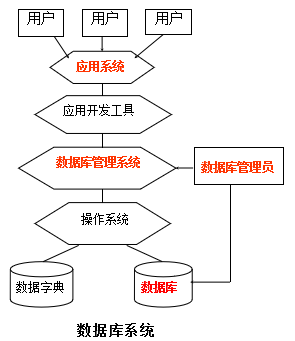 用户 用户 用户
应用系统
应用开发工具
数据库管理系统 数据库管理员
操作系统
数据字典 数据库
数据库系统